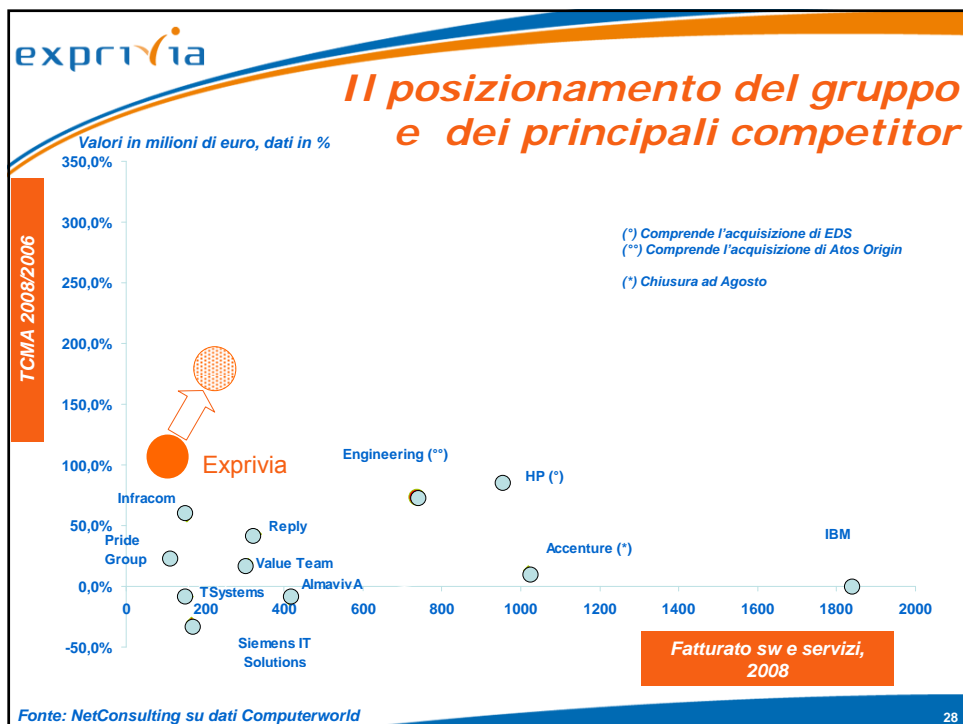 exprivia
Il posizionamento del gruppo
e dei principali competitor
Valori in milioni di euro, dati in %
350,0%
300,0%
250,0%
200,0%
150,0%
100,0%
50,0%
0,0%
-50,0%
TCMA 2008/2006
(°) Comprende l'acquisizione di EDS
(°°) Comprende l'acquisizione di Atos Origin
(*) Chiusura ad Agosto
Exprivia
Engineering (°°)
HP (°)
Infracom
Reply
Pride
Group
Value Team
Accenture (*)
IBM
TSystems
AlmavivA
Siemens IT
Solutions
0 200 400 600 800 1000 1200 1400 1600 1800 2000
Fatturato sw e servizi,
2008
Fonte: NetConsulting su dati Computerworld
28